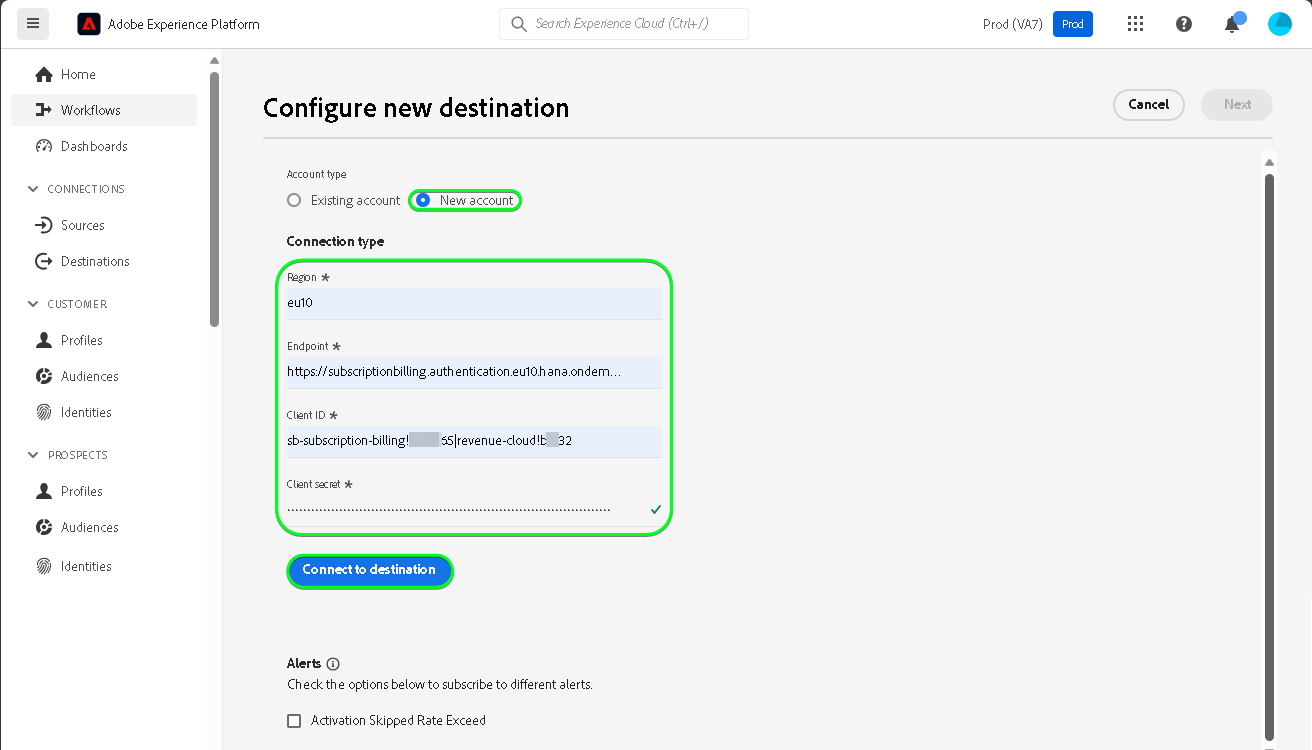 Adobe Experience Platform
Search Experience Cloud (Ctrl+/)
Prod (VA7)
Prod
Home
Workflows
Dashboards
CONNECTIONS
Sources
Destinations
CUSTOMER
Profiles
Audiences
Identities
PROSPECTS
Profiles
Audiences
Identities
Configure new destination
Cancel
Next
Account type
Existing account
New account
Connection type
Region *
eu10
Endpoint *
https://subscriptionbilling.authentication.eu10.hana.ondem...
Client ID *
sb-subscription-billing! 65|revenue-cloud!b 32
Client secret *
Connect to destination
Alerts
Check the options below to subscribe to different alerts.
Activation Skipped Rate Exceed